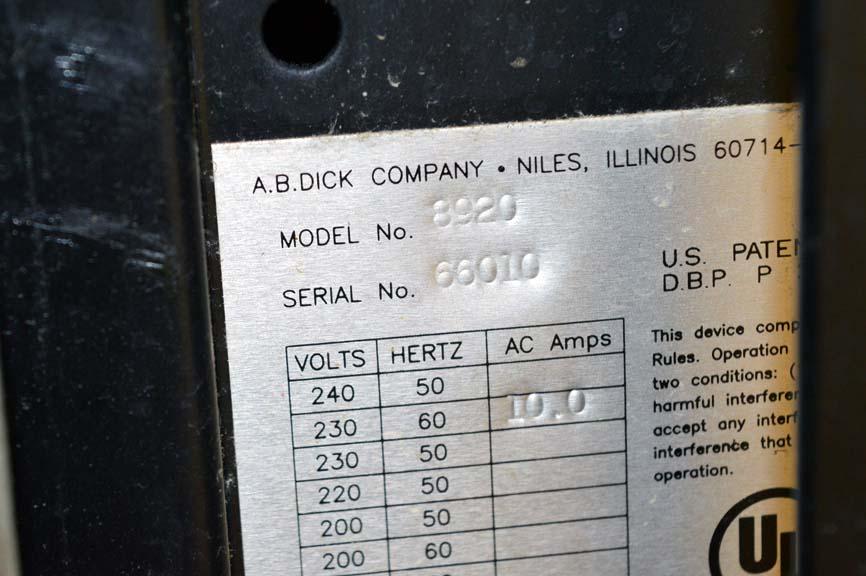 A.B.DICK COMPANY • NILES, ILLINOIS 60714-
MODEL No. 8920
SERIAL No. 66010
U.S. PATEN
D.B.P. P
VOLTS HERTZ AC Amps
240 50
230 60 10.0
230 50
220 50
200 50
200 60
This device comp
Rules. Operation
two conditions: (
harmful interferen
accept any interf
interference that
operation.
UL